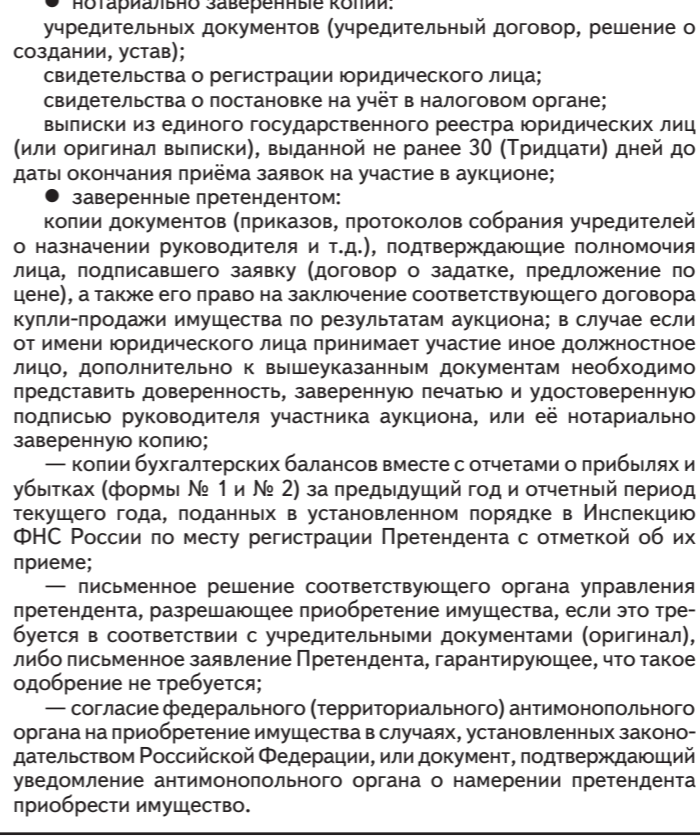 ● нотариально заверенные копии:
учредительных документов (учредительный договор, решение о
создании, устав);
свидетельства о регистрации юридического лица;
свидетельства о постановке на учёт в налоговом органе;
выписки из единого государственного реестра юридических лиц
(или оригинал выписки), выданной не ранее 30 (Тридцати) дней до
даты окончания приёма заявок на участие в аукционе;
● заверенные претендентом:
копии документов (приказов, протоколов собрания учредителей
о назначении руководителя и т.д.), подтверждающие полномочия
лица, подписавшего заявку (договор о задатке, предложение по
цене), а также его право на заключение соответствующего договора
купли-продажи имущества по результатам аукциона; в случае если
от имени юридического лица принимает участие иное должностное
лицо, дополнительно к вышеуказанным документам необходимо
представить доверенность, заверенную печатью и удостоверенную
подписью руководителя участника аукциона, или её нотариально
заверенную копию;
— копии бухгалтерских балансов вместе с отчетами о прибылях и
убытках (формы № 1 и № 2) за предыдущий год и отчетный период
текущего года, поданных в установленном порядке в Инспекцию
ФНС России по месту регистрации Претендента с отметкой об их
приеме;
— письменное решение соответствующего органа управления
претендента, разрешающее приобретение имущества, если это тре-
буется в соответствии с учредительными документами (оригинал),
либо письменное заявление Претендента, гарантирующее, что такое
одобрение не требуется;
— согласие федерального (территориального) антимонопольного
органа на приобретение имущества в случаях, установленных законо-
дательством Российской Федерации, или документ, подтверждающий
уведомление антимонопольного органа о намерении претендента
приобрести имущество.